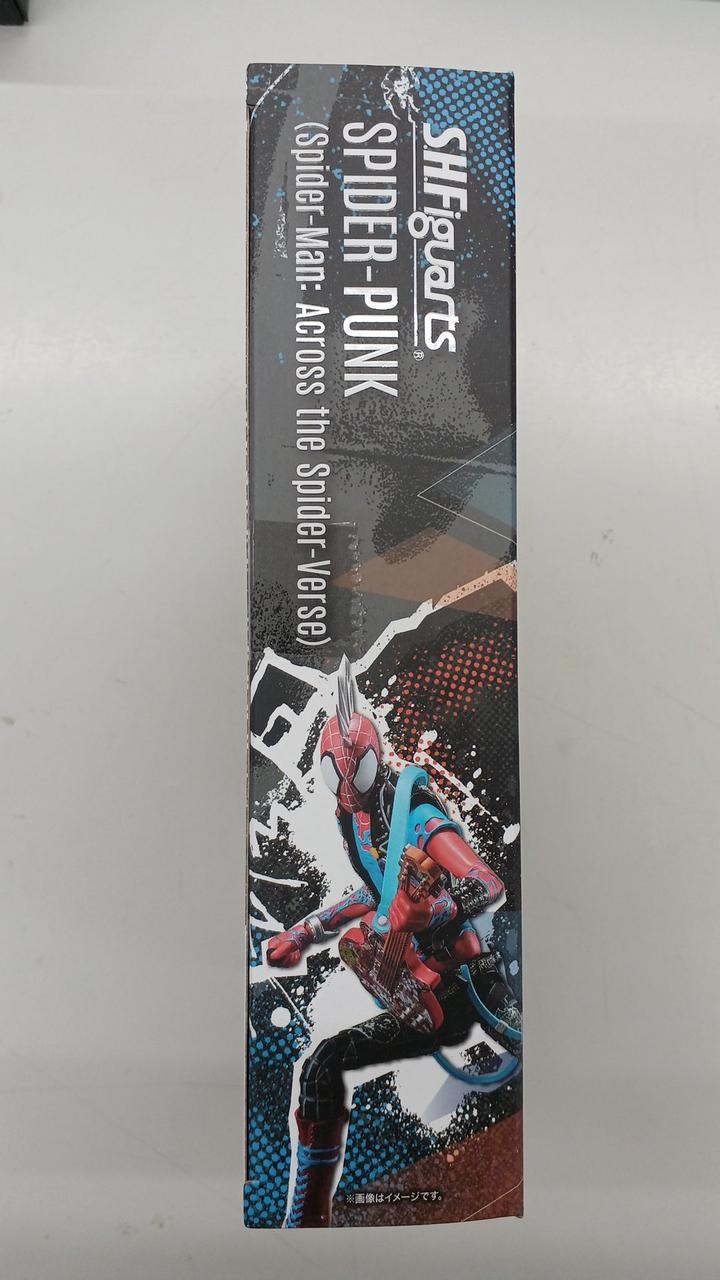 S.H.Figuarts®
SPIDER-PUNK
(Spider-Man: Across the Spider-Verse)
※画像はイメージです。